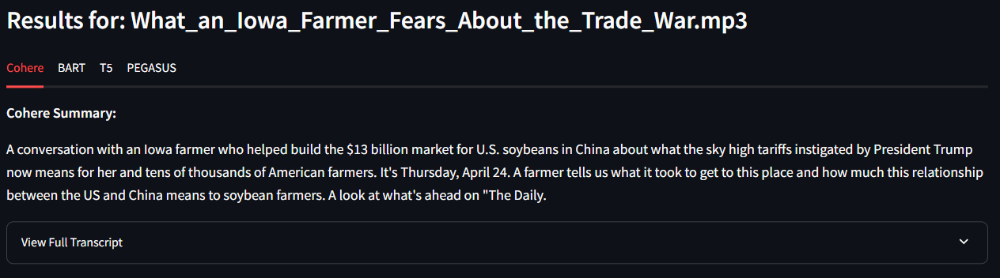 Results for: What_an_Iowa_Farmer_Fears_About_the_Trade_War.mp3
Cohere BART T5 PEGASUS
Cohere Summary:
A conversation with an Iowa farmer who helped build the $13 billion market for U.S. soybeans in China about what the sky high tariffs instigated by President Trump
now means for her and tens of thousands of American farmers. It's Thursday, April 24. A farmer tells us what it took to get to this place and how much this relationship
between the US and China means to soybean farmers. A look at what's ahead on "The Daily.
View Full Transcript